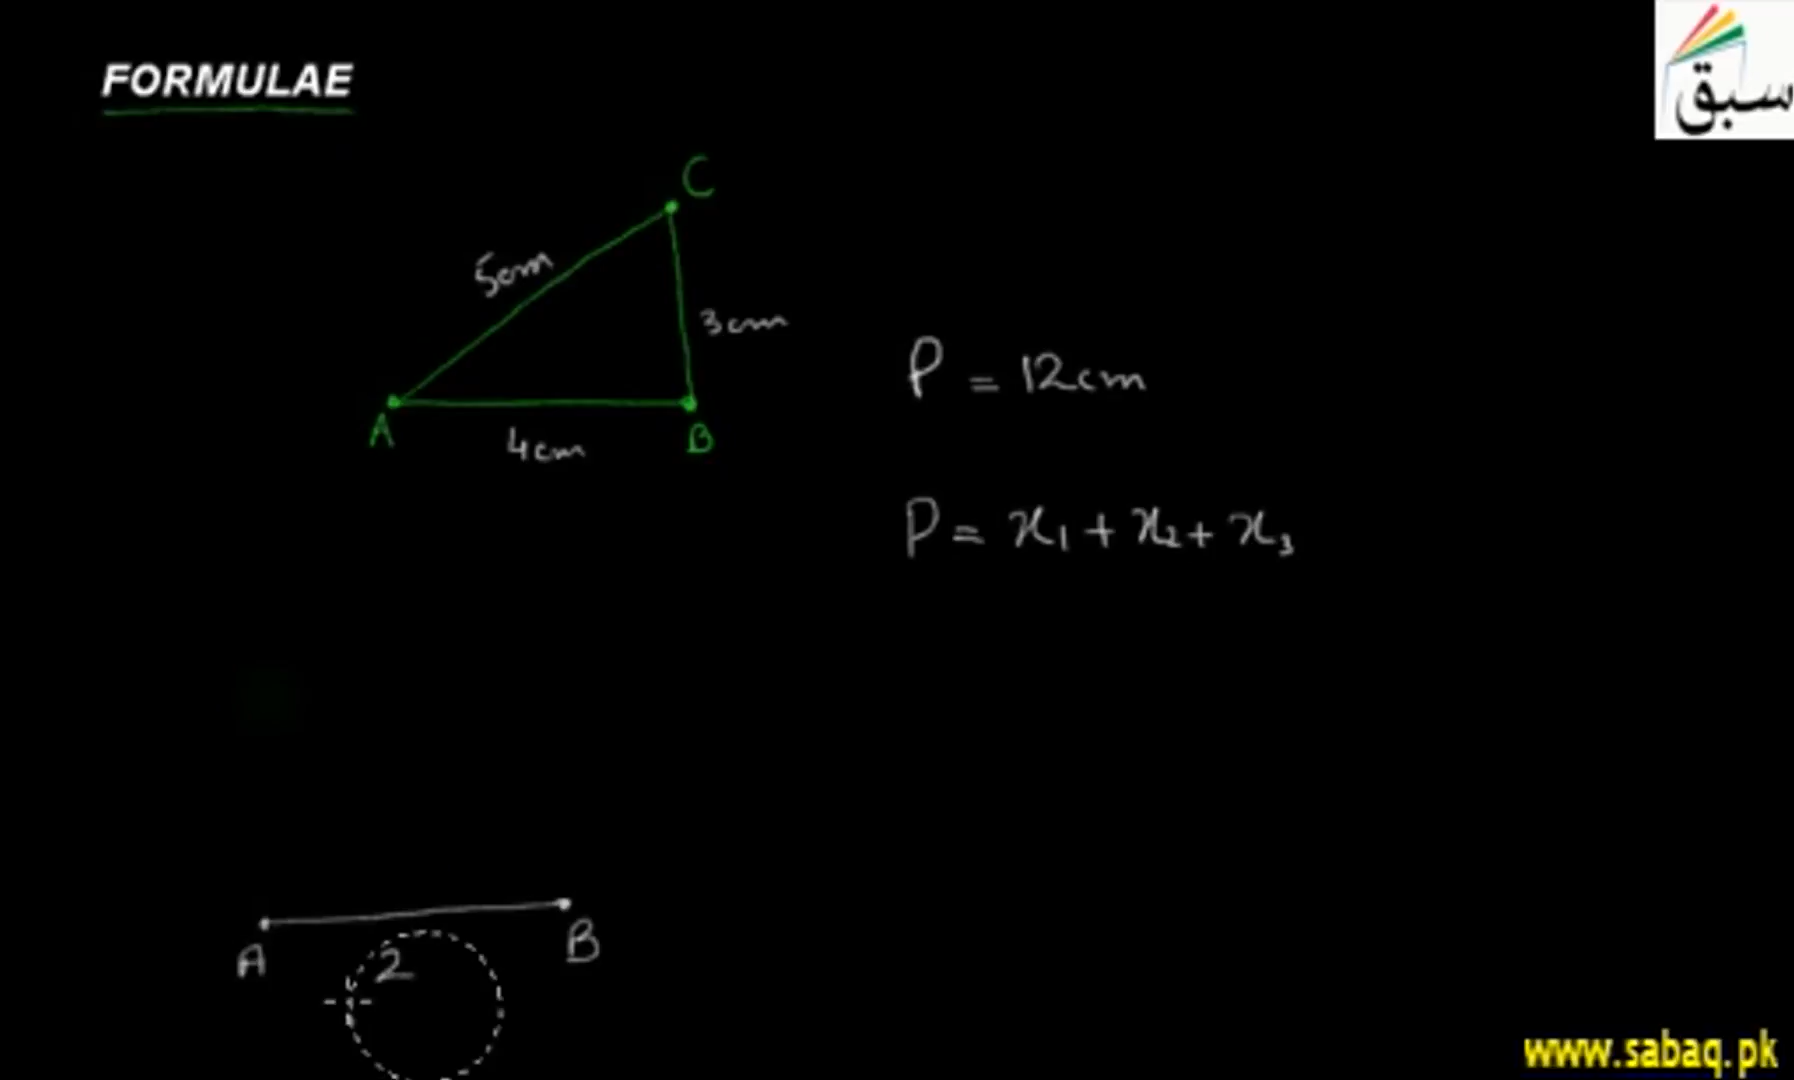 FORMULAE
سبق
C
5cm
3cm
P = 12cm
A
B
4cm
P = x₁ + x₂ + x₃
A
B
2
www.sabaq.pk